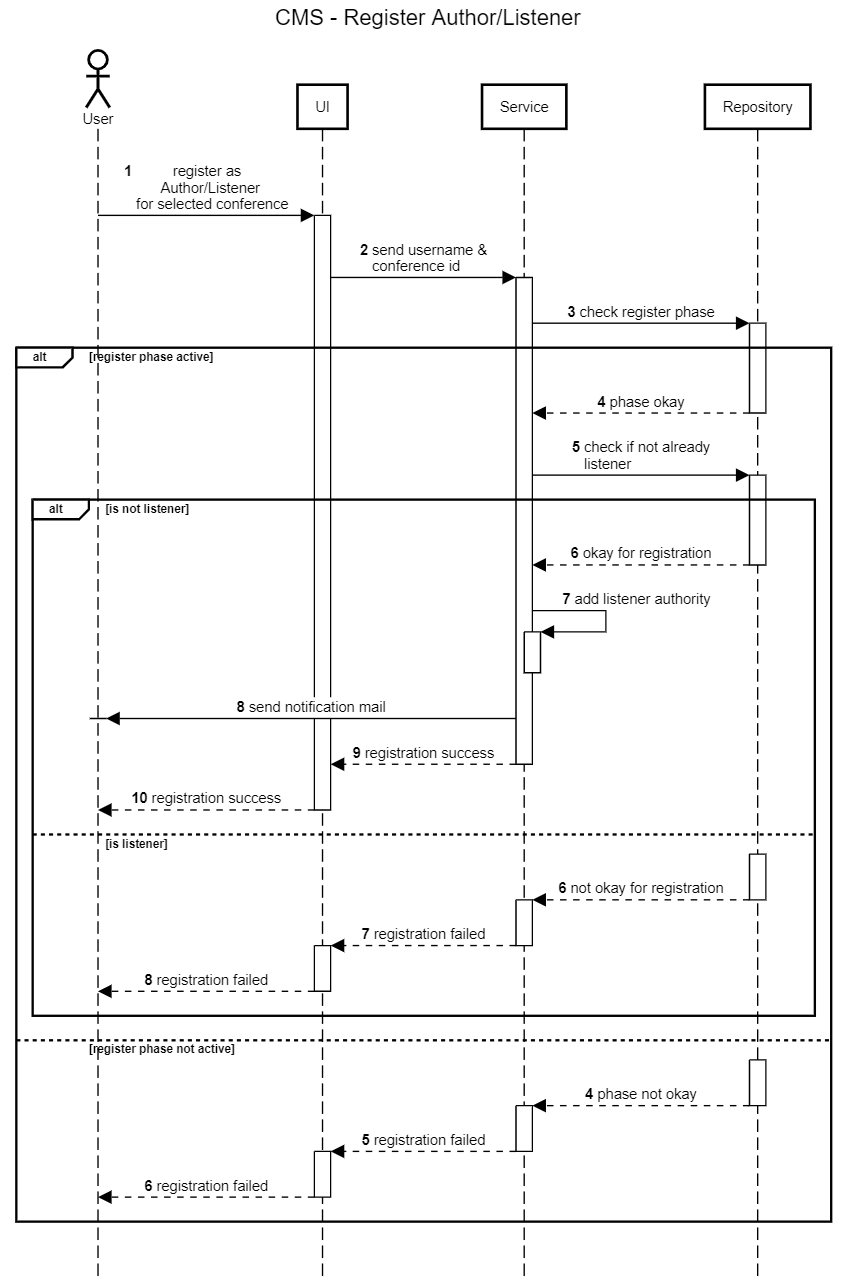 CMS - Register Author/Listener
User
UI
Service
Repository
1 register as
Author/Listener
for selected conference
2 send username &
conference id
3 check register phase
alt
[register phase active]
4 phase okay
5 check if not already
listener
alt
[is not listener]
6 okay for registration
7 add listener authority
8 send notification mail
9 registration success
10 registration success
[is listener]
6 not okay for registration
7 registration failed
8 registration failed
[register phase not active]
4 phase not okay
5 registration failed
6 registration failed